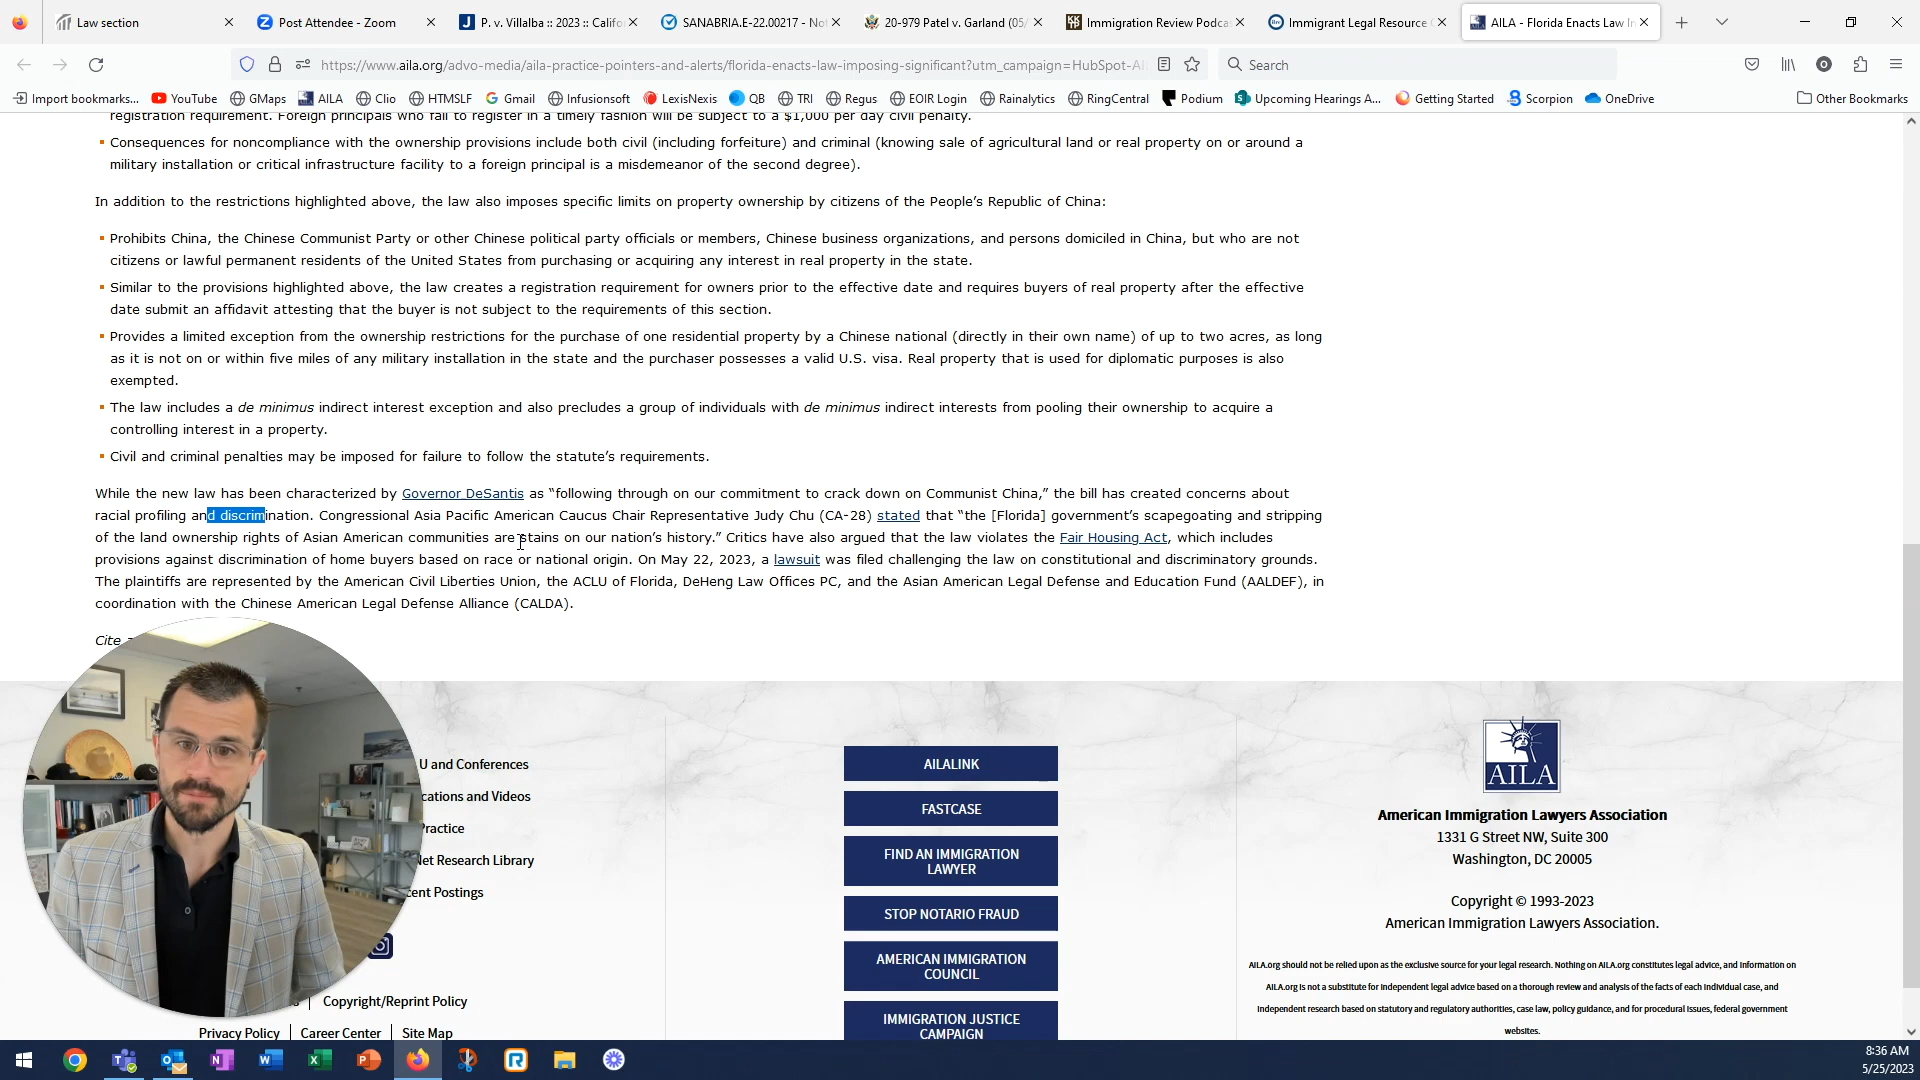 Law section
Post Attendee - Zoom
P. v. Villalba :: 2023 :: Califo
SANABRIA.E-22.00217 - No
20-979 Patel v. Garland (05/
Immigration Review Podca
Immigrant Legal Resource
AILA - Florida Enacts Law I
https://www.aila.org/advo-media/aila-practice-pointers-and-alerts/florida-enacts-law-imposing-significant?utm_campaign=HubSpot-A
Search
Import bookmarks...
YouTube
GMaps
AILA
Clio
HTMSLF
Gmail
Infusionsoft
LexisNexis
QB
TRI
Regus
EOIR Login
Rainalytics
RingCentral
Podium
Upcoming Hearings A...
Getting Started
Scorpion
OneDrive
Other Bookmarks
registration requirement. Foreign principals who fail to register in a timely fashion will be subject to a $1,000 per day civil penalty.
Consequences for noncompliance with the ownership provisions include both civil (including forfeiture) and criminal (knowing sale of agricultural land or real property on or around a
military installation or critical infrastructure facility to a foreign principal is a misdemeanor of the second degree).
In addition to the restrictions highlighted above, the law also imposes specific limits on property ownership by citizens of the People’s Republic of China:
Prohibits China, the Chinese Communist Party or other Chinese political party officials or members, Chinese business organizations, and persons domiciled in China, but who are not
citizens or lawful permanent residents of the United States from purchasing or acquiring any interest in real property in the state.
Similar to the provisions highlighted above, the law creates a registration requirement for owners prior to the effective date and requires buyers of real property after the effective
date submit an affidavit attesting that the buyer is not subject to the requirements of this section.
Provides a limited exception from the ownership restrictions for the purchase of one residential property by a Chinese national (directly in their own name) of up to two acres, as long
as it is not on or within five miles of any military installation in the state and the purchaser possesses a valid U.S. visa. Real property that is used for diplomatic purposes is also
exempted.
The law includes a de minimus indirect interest exception and also precludes a group of individuals with de minimus indirect interests from pooling their ownership to acquire a
controlling interest in a property.
Civil and criminal penalties may be imposed for failure to follow the statute’s requirements.
While the new law has been characterized by Governor DeSantis as “following through on our commitment to crack down on Communist China,” the bill has created concerns about
racial profiling and discrimination. Congressional Asia Pacific American Caucus Chair Representative Judy Chu (CA-28) stated that “the [Florida] government’s scapegoating and stripping
of the land ownership rights of Asian American communities are stains on our nation’s history.” Critics have also argued that the law violates the Fair Housing Act, which includes
provisions against discrimination of home buyers based on race or national origin. On May 22, 2023, a lawsuit was filed challenging the law on constitutional and discriminatory grounds.
The plaintiffs are represented by the American Civil Liberties Union, the ACLU of Florida, DeHeng Law Offices PC, and the Asian American Legal Defense and Education Fund (AALDEF), in
coordination with the Chinese American Legal Defense Alliance (CALDA).
Cite
U and Conferences
cations and Videos
Practice
Net Research Library
cent Postings
Copyright/Reprint Policy
Privacy Policy
Career Center
Site Map
AILALINK
FASTCASE
FIND AN IMMIGRATION
LAWYER
STOP NOTARIO FRAUD
AMERICAN IMMIGRATION
COUNCIL
IMMIGRATION JUSTICE
CAMPAIGN
AILA
American Immigration Lawyers Association
1331 G Street NW, Suite 300
Washington, DC 20005
Copyright © 1993-2023
American Immigration Lawyers Association.
AILA.org should not be relied upon as the exclusive source for your legal research. Nothing on AILA.org constitutes legal advice, and information on
AILA.org is not a substitute for independent legal advice based on a thorough review and analysis of the facts of each individual case, and
independent research based on statutory and regulatory authorities, case law, policy guidance, and for procedural issues, federal government
websites.
8:36 AM
5/25/2023